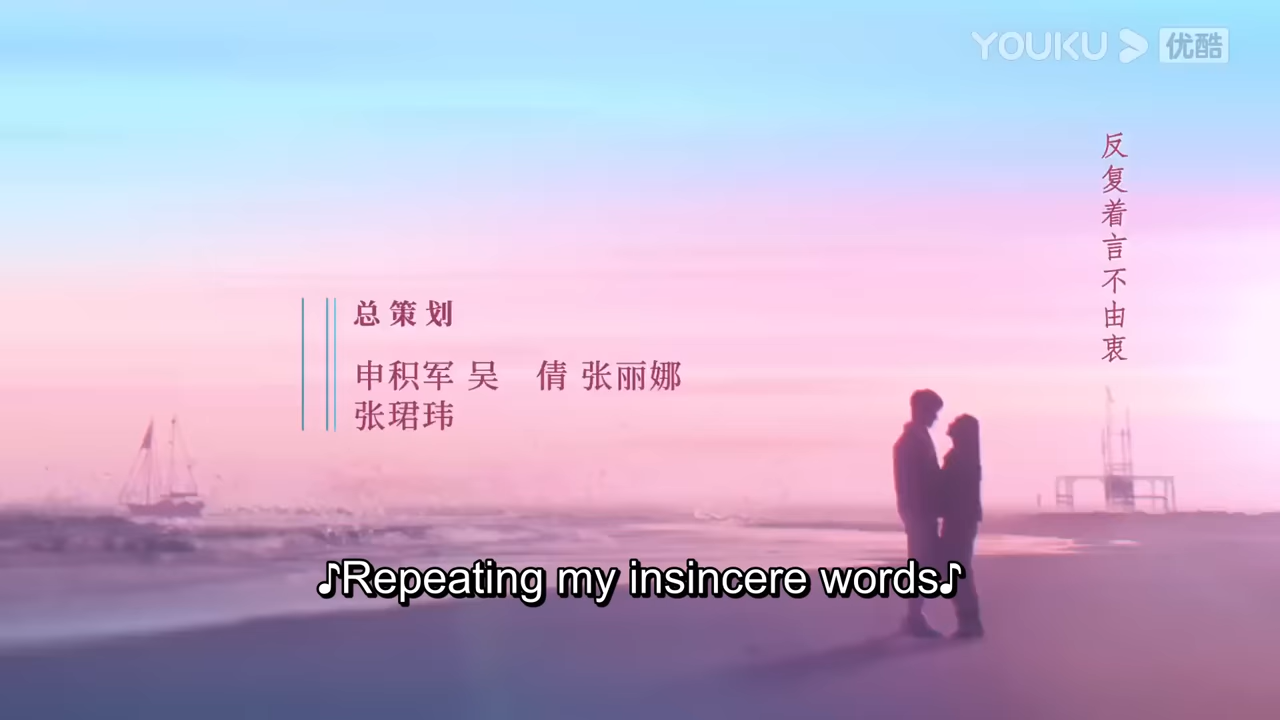 YOUKU 优酷
反复着言不由衷
总策划
申积军 吴 倩 张丽娜
张珺玮
♪Repeating my insincere words♪